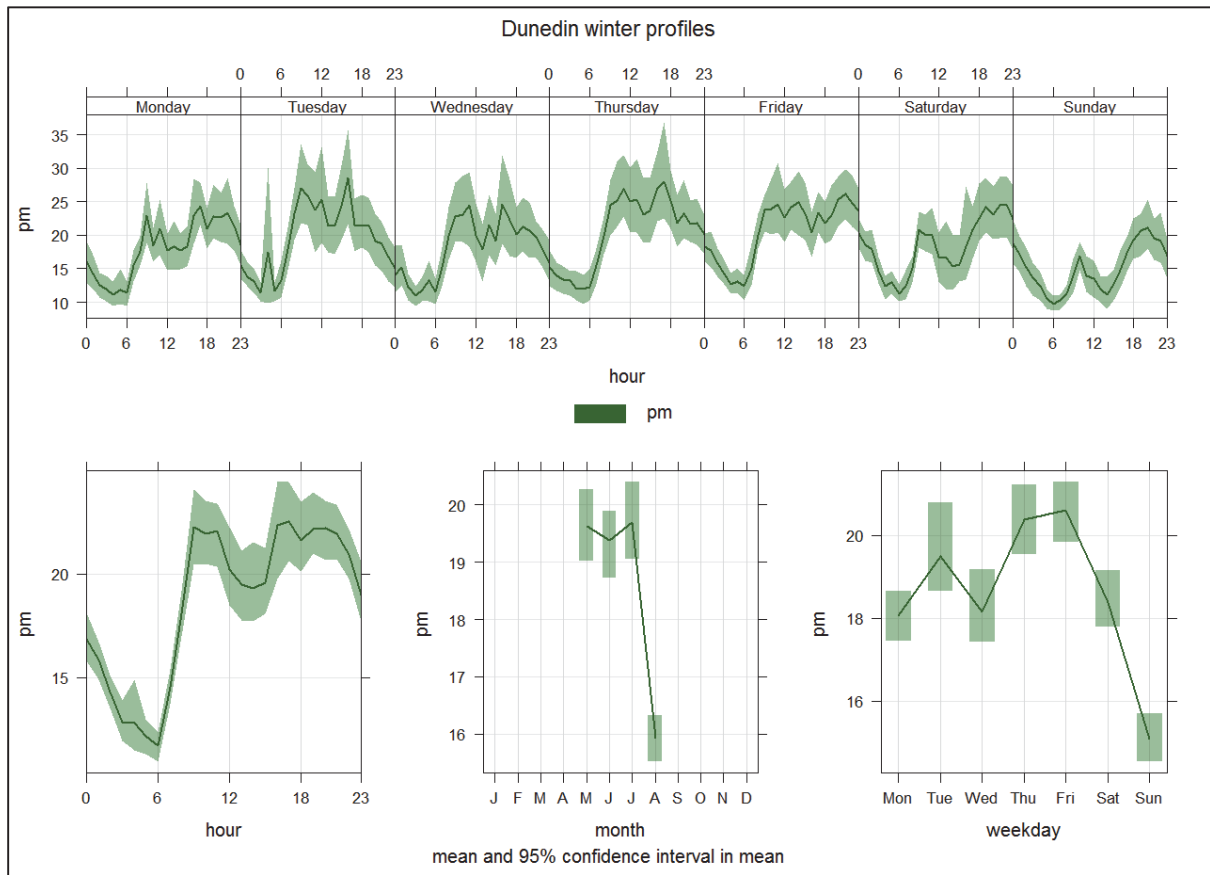 Dunedin winter profiles
0 6 12 18 23 0 6 12 18 23 0 6 12 18 23
Monday Tuesday Wednesday Thursday Friday Saturday Sunday
35
30
25
20
15
10
pm
0 6 12 18 23 0 6 12 18 23 0 6 12 18 23 0 6 12 18 23
hour
pm
20
15
pm
0 6 12 18 23
hour
20
19
18
17
16
pm
J F M A M J J A S O N D
month
20
18
16
pm
Mon Tue Wed Thu Fri Sat Sun
weekday
mean and 95% confidence interval in mean